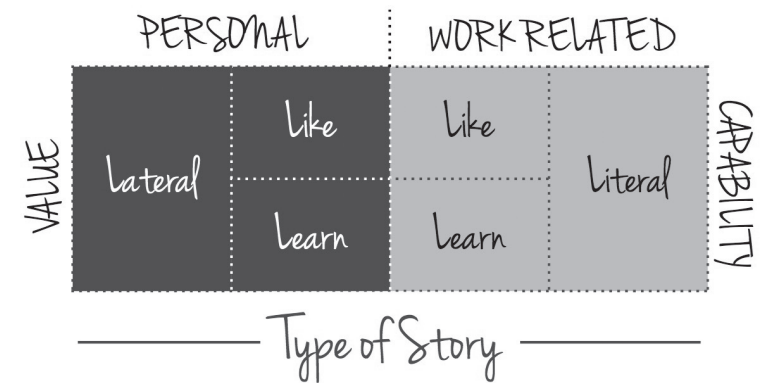 PERSONAL
WORK RELATED
VALUE
Lateral
Like
Learn
Like
Learn
Literal
CAPABILITY
Type of Story